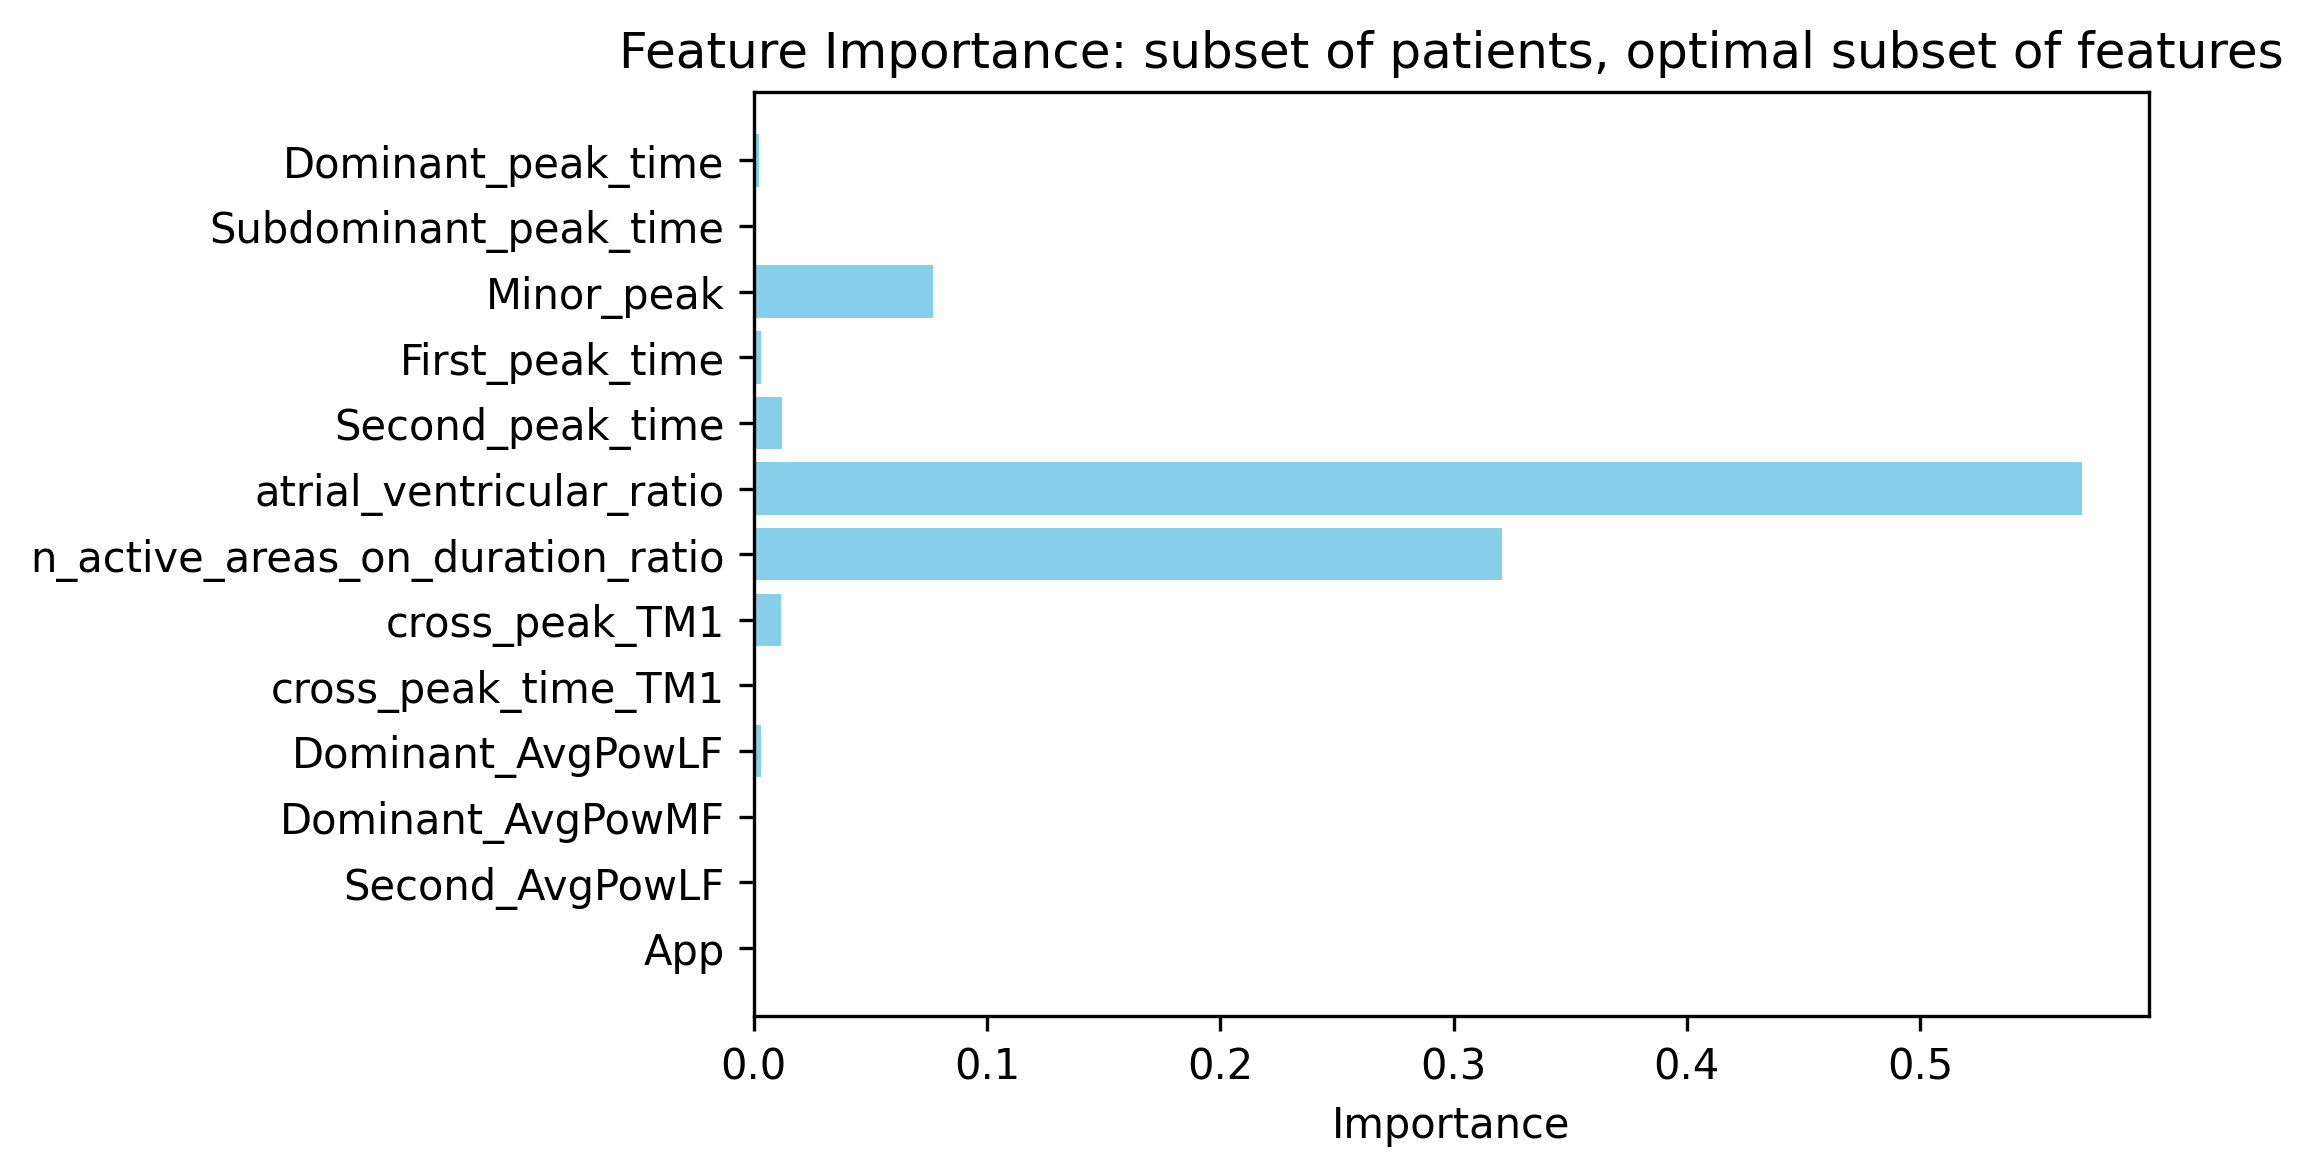 Feature Importance: subset of patients, optimal subset of features
Dominant_peak_time
Subdominant_peak_time
Minor_peak
First_peak_time
Second_peak_time
atrial_ventricular_ratio
n_active_areas_on_duration_ratio
cross_peak_TM1
cross_peak_time_TM1
Dominant_AvgPowLF
Dominant_AvgPowMF
Second_AvgPowLF
App
0.0 0.1 0.2 0.3 0.4 0.5
Importance